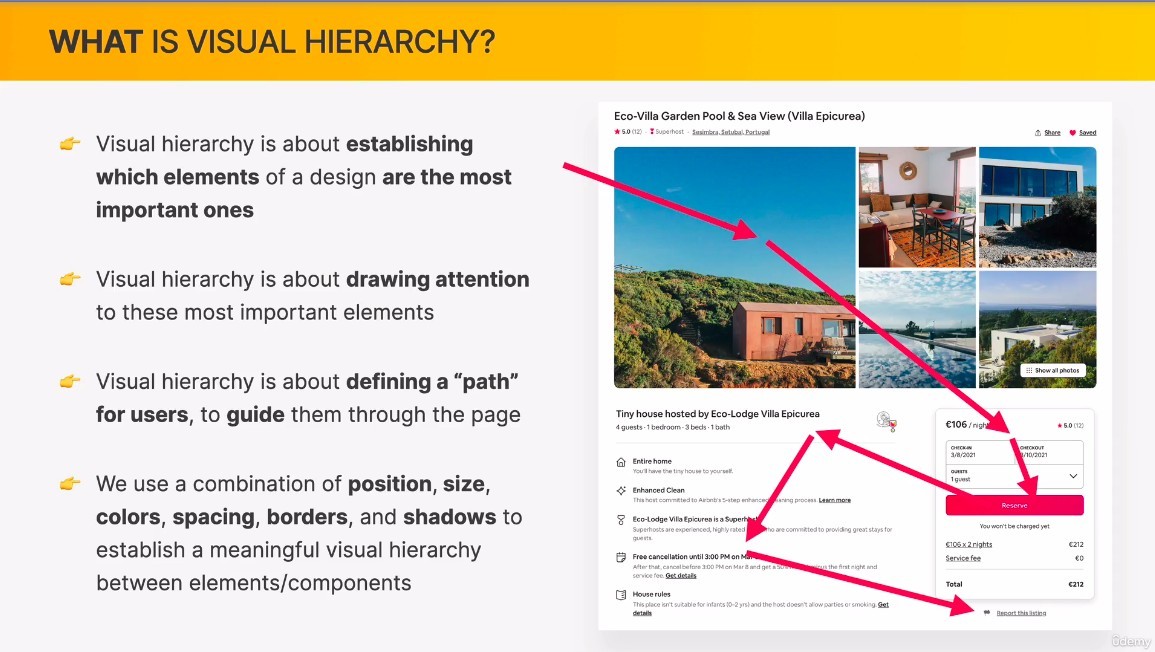 WHAT IS VISUAL HIERARCHY?
👉 Visual hierarchy is about establishing
which elements of a design are the most
important ones
👉 Visual hierarchy is about drawing attention
to these most important elements
👉 Visual hierarchy is about defining a “path”
for users, to guide them through the page
👉 We use a combination of position, size,
colors, spacing, borders, and shadows to
establish a meaningful visual hierarchy
between elements/components
Eco-Villa Garden Pool & Sea View (Villa Epicurea)
★ 5.0 (12) · Superhost · Sesimbra, Setubal, Portugal
Share Saved
Show all photos
Tiny house hosted by Eco-Lodge Villa Epicurea
4 guests · 1 bedroom · 3 beds · 1 bath
Entire home
You'll have the tiny house to yourself.
Enhanced Clean
This host committed to Airbnb's 5-step enhanced cleaning process. Learn more
Eco-Lodge Villa Epicurea is a Superhost
Superhosts are experienced, highly rated who are committed to providing great stays for
guests.
Free cancellation until 3:00 PM on Mar
After that, cancel before 3:00 PM on Mar 8 and get a 50% minus the first night and
service fee. Get details
House rules
This place isn't suitable for infants (0-2 yrs) and the host doesn't allow parties or smoking. Get
details
€106 / night
★ 5.0 (12)
CHECK-IN CHECKOUT
3/8/2021 3/10/2021
GUESTS
1 guest
Reserve
You won't be charged yet
€106 x 2 nights €212
Service fee €0
Total €212
Report this listing
ûdemy